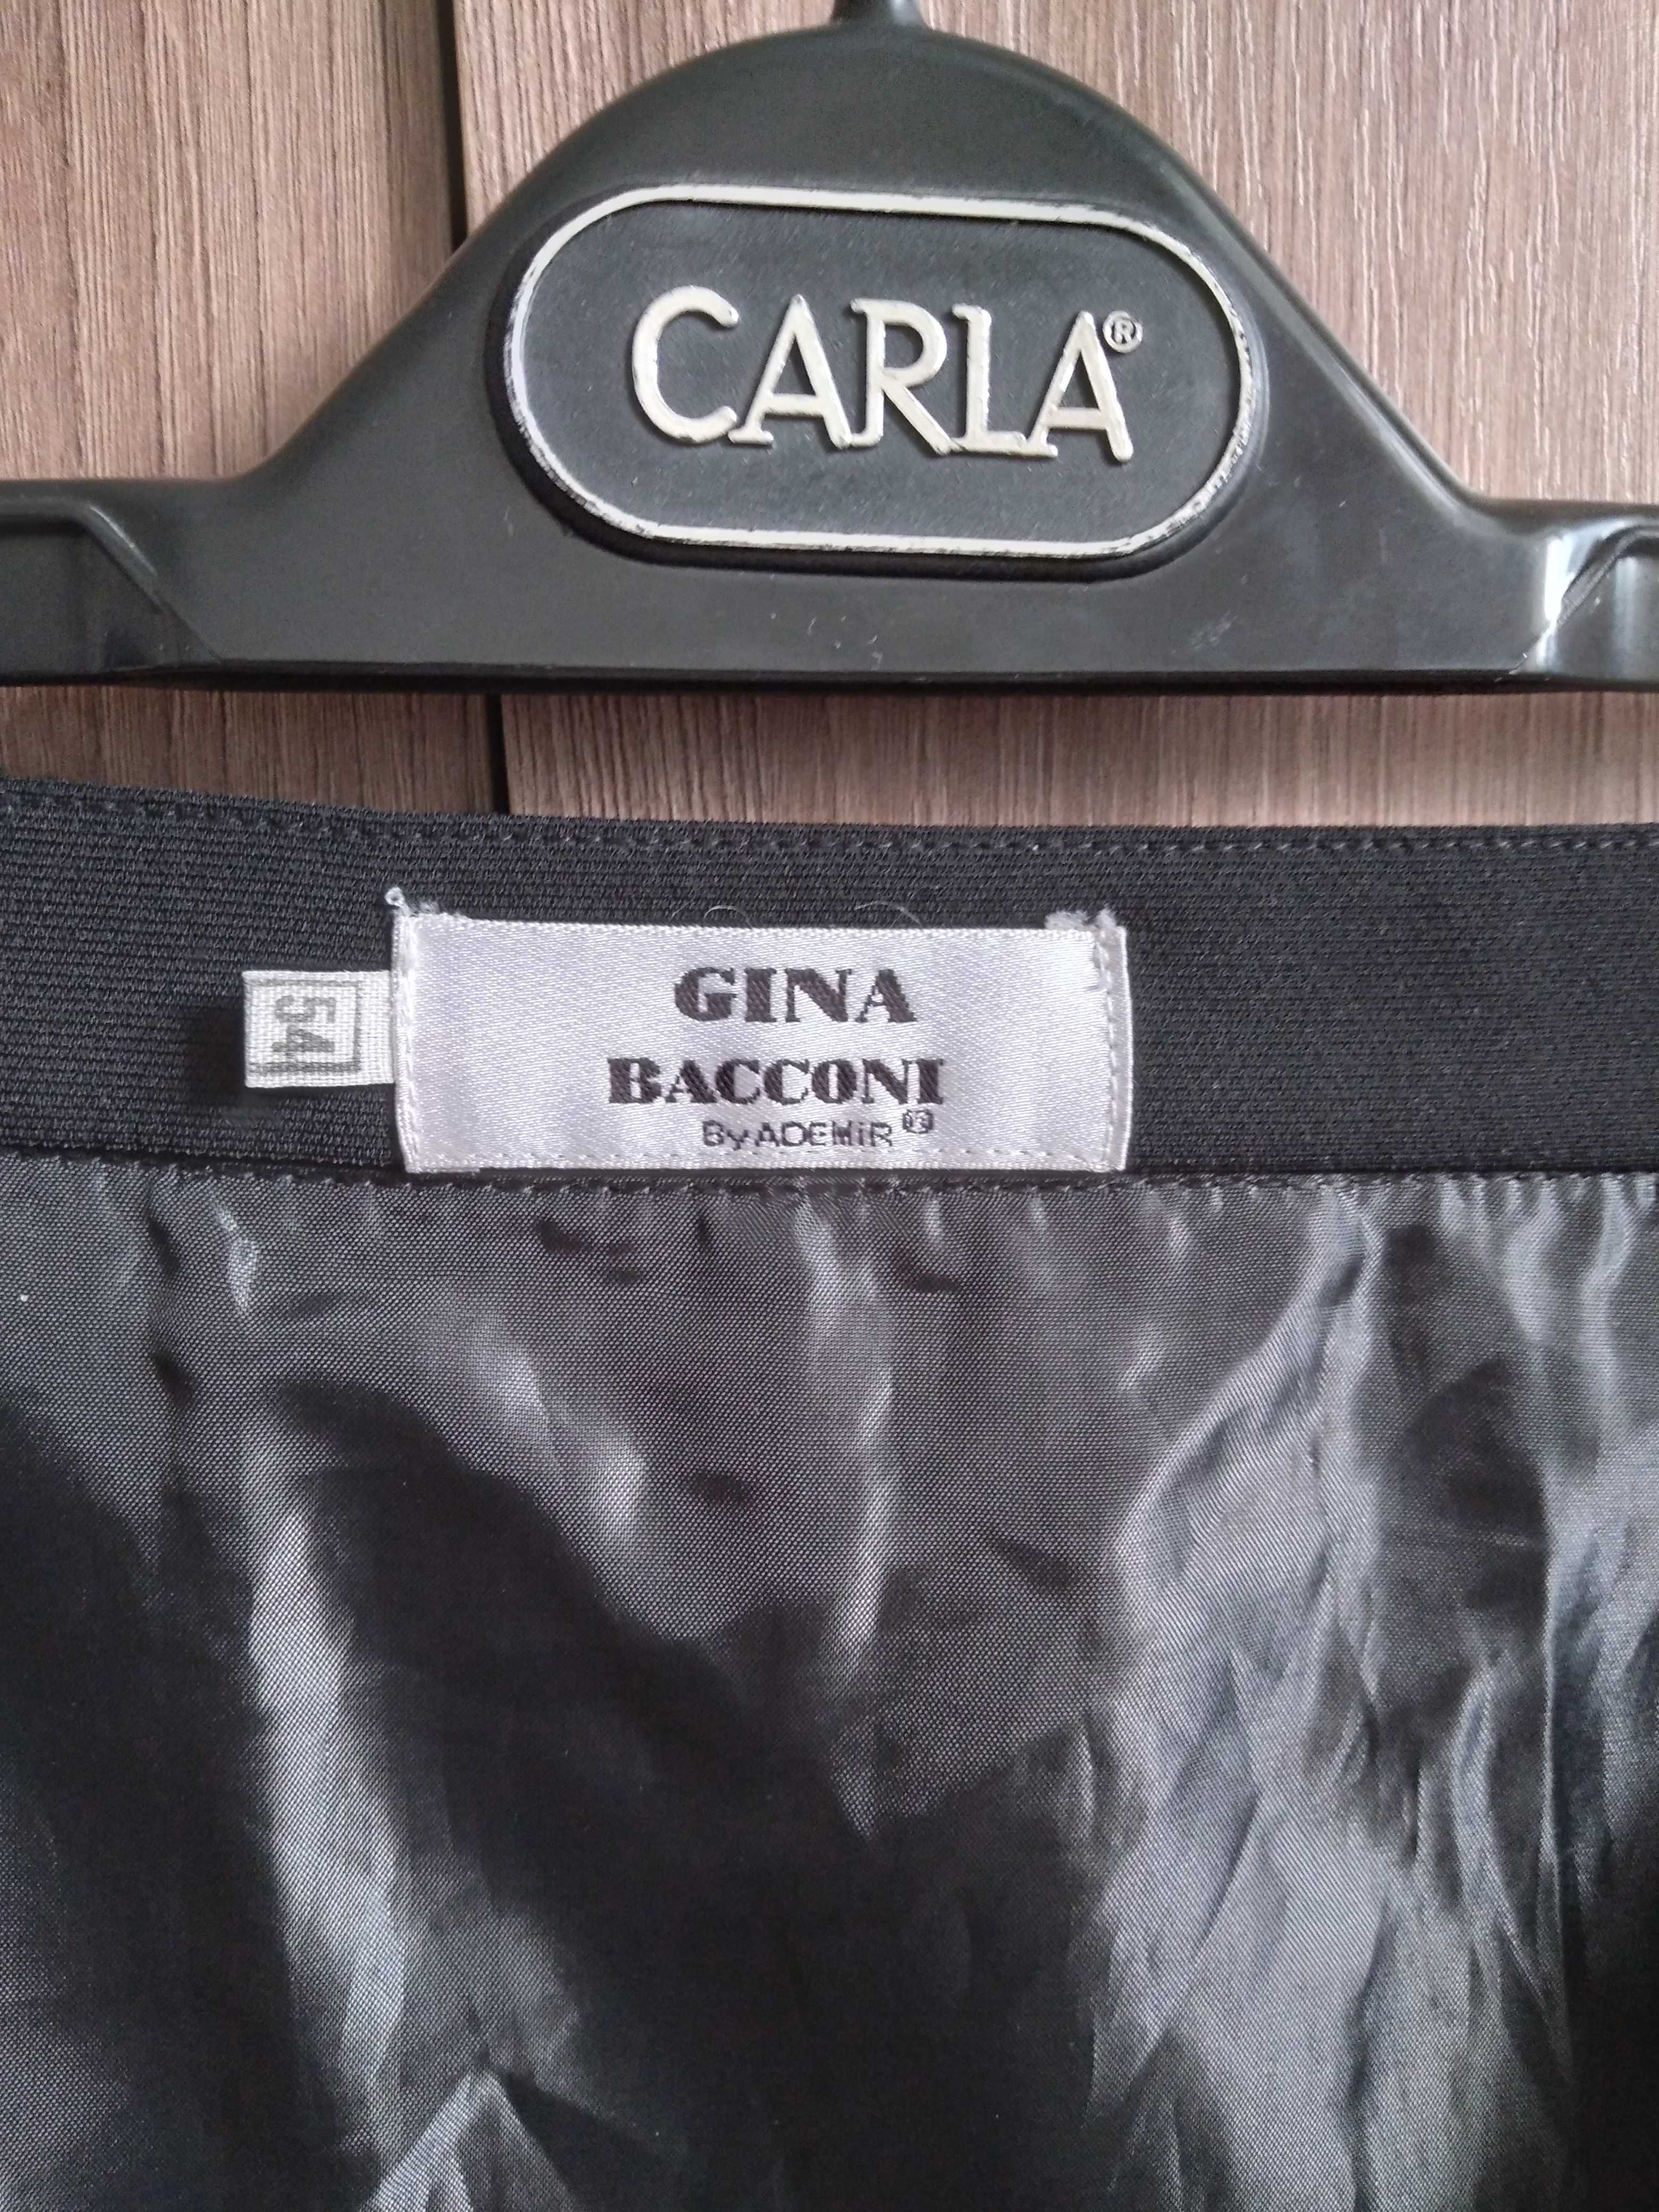 CARLA®
54
GINA
BACCONI
By ADEMiR®